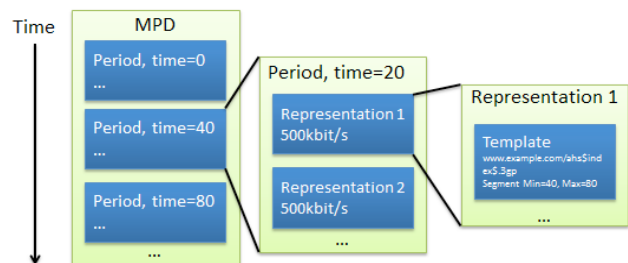 Time
MPD
Period, time=0
...
Period, time=40
...
Period, time=80
...
...
Period, time=20
Representation 1
500kbit/s
Representation 2
500kbit/s
...
Representation 1
Template
www.example.com/ahs$ind
ex$.3gp
Segment Min=40, Max=80
...